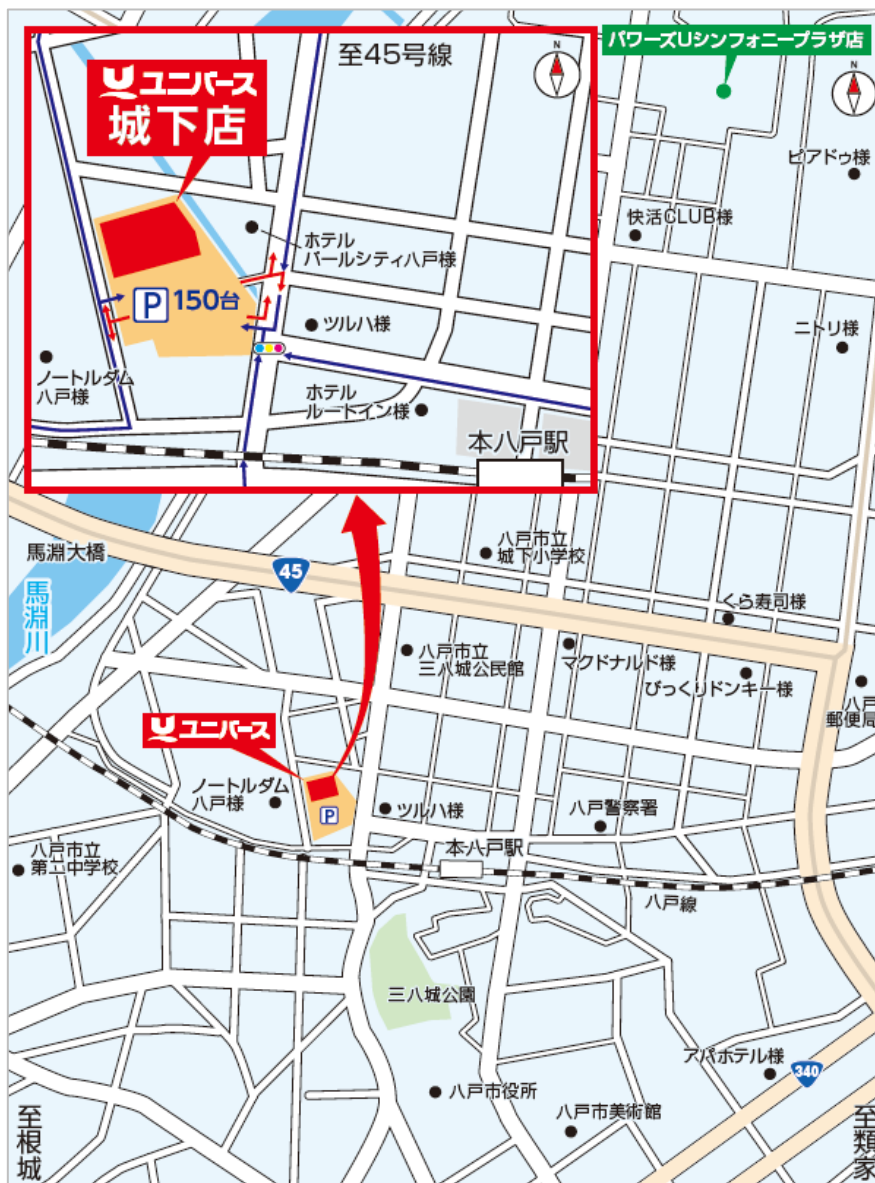 至45号線
N
パワーズUシンフォニープラザ店
N
ユニバース
城下店
ピアドゥ様
快活CLUB様
ホテル
パールシティ八戸様
P 150台
ツルハ様
ニトリ様
ノートルダム
八戸様
ホテル
ルートイン様
本八戸駅
馬淵大橋
45
八戸市立
城下小学校
馬淵川
くら寿司様
八戸市立
三八城公民館
マクドナルド様
びっくりドンキー様
八戸
郵便局
ユニバース
ノートルダム
八戸様
P
ツルハ様
八戸警察署
八戸市立
第二中学校
本八戸駅
八戸線
三八城公園
アパホテル様
340
八戸市役所
八戸市美術館
至根城
至類家